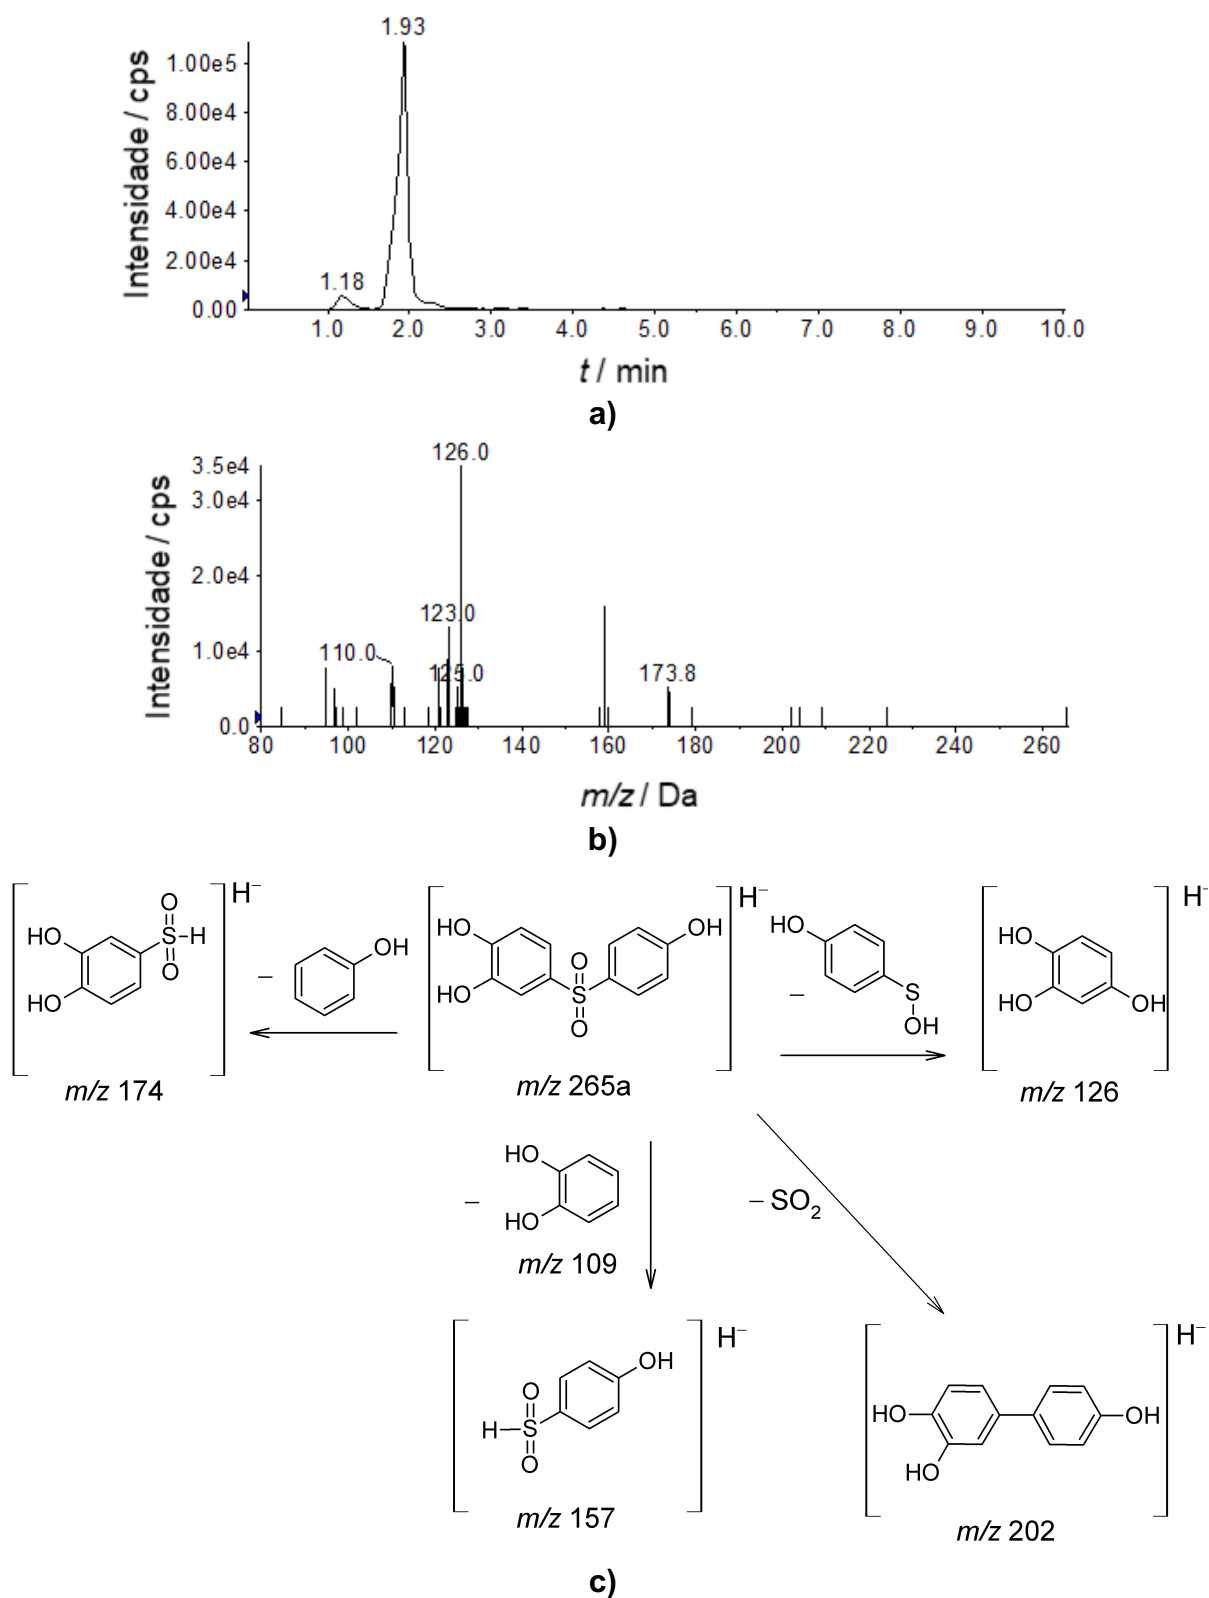 1.93
1.00e5
8.00e4
6.00e4
4.00e4
2.00e4
0.00
Intensidade / cps
1.18
1.0 2.0 3.0 4.0 5.0 6.0 7.0 8.0 9.0 10.0
t / min
a)
126.0
3.5e4
3.0e4
2.0e4
1.0e4
0.0
Intensidade / cps
123.0
110.0
125.0
173.8
80 100 120 140 160 180 200 220 240 260
m/z / Da
b)
H–
HO
HO
O
S–H
O
m/z 174
–
OH
H–
HO
HO
O
S
O
OH
m/z 265a
–
HO
S
OH
H–
HO
HO
OH
m/z 126
–
HO
HO
m/z 109
– SO2
H–
OH
O
H–S
O
m/z 157
H–
HO
HO
OH
m/z 202
c)